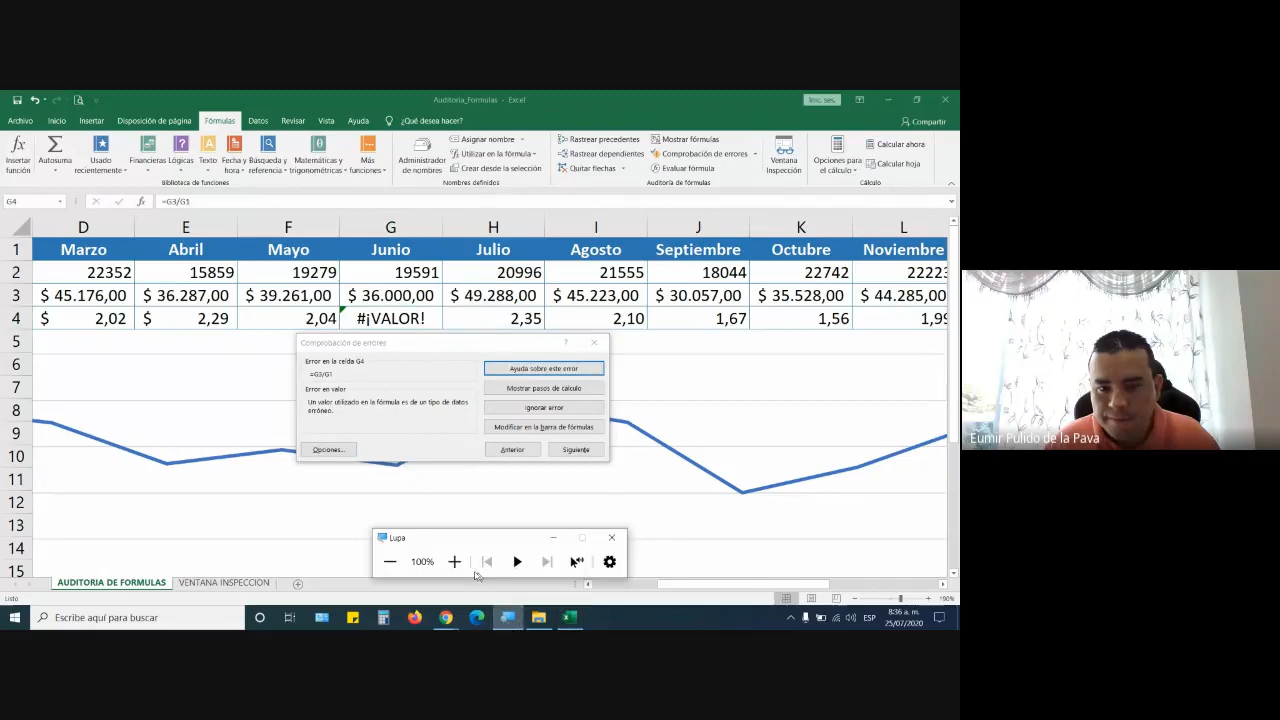 Auditoria_Formulas - Excel
Inic. ses.
Archivo Inicio Insertar Disposición de página Fórmulas Datos Revisar Vista Ayuda ¿Qué desea hacer? Compartir
Insertar función
Autosuma
Usado recientemente
Financieras
Lógicas
Texto
Fecha y hora
Búsqueda y referencia
Matemáticas y trigonométricas
Más funciones
Biblioteca de funciones
Administrador de nombres
Asignar nombre
Utilizar en la fórmula
Crear desde la selección
Nombres definidos
Rastrear precedentes
Rastrear dependientes
Quitar flechas
Mostrar fórmulas
Comprobación de errores
Evaluar fórmula
Auditoría de fórmulas
Ventana Inspección
Opciones para el cálculo
Calcular ahora
Calcular hoja
Cálculo
G4 fx =G3/G1
D E F G H I J K L
1 Marzo Abril Mayo Junio Julio Agosto Septiembre Octubre Noviembre
2 22352 15859 19279 19591 20996 21555 18044 22742 2222
3 $ 45.176,00 $ 36.287,00 $ 39.261,00 $ 36.000,00 $ 49.288,00 $ 45.223,00 $ 30.057,00 $ 35.528,00 $ 44.285,00
4 $ 2,02 $ 2,29 2,04 #¡VALOR! 2,35 2,10 1,67 1,56 1,99
5
6
7
8
9
10
11
12
13
14
15
Comprobación de errores ?
Error en la celda G4
=G3/G1
Error en valor
Un valor utilizado en la fórmula es de un tipo de datos
erróneo.
Ayuda sobre este error
Mostrar pasos de cálculo
Ignorar error
Modificar en la barra de fórmulas
Opciones... Anterior Siguiente
Lupa
100%
AUDITORIA DE FORMULAS VENTANA INSPECCION
Listo 190%
Escribe aquí para buscar
ESP
8:36 a. m.
25/07/2020
Eumir Pulido de la Pava